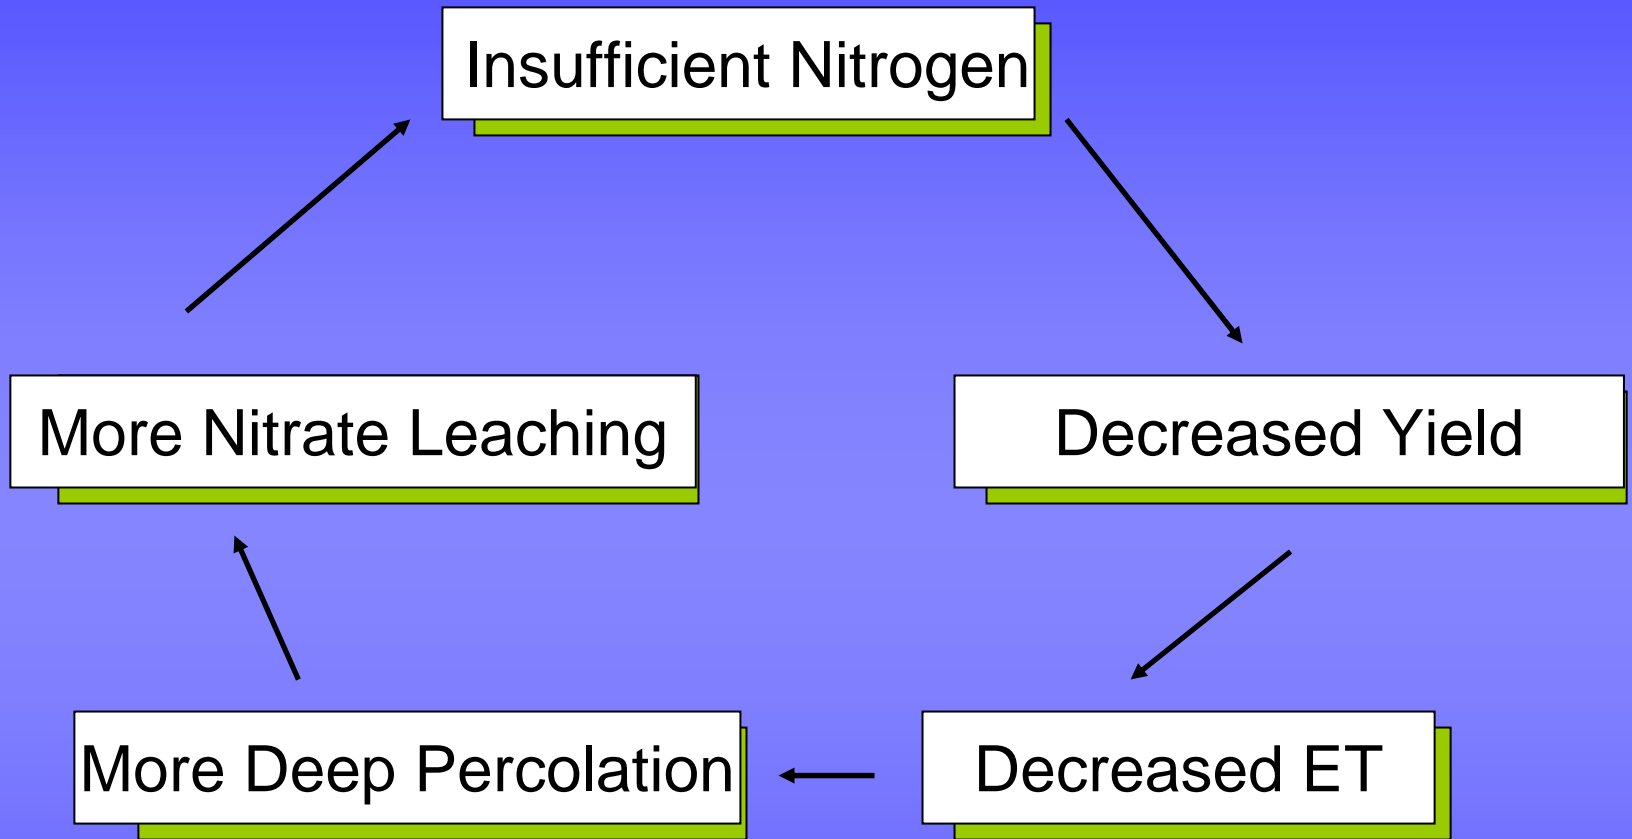 Insufficient Nitrogen
More Nitrate Leaching
Decreased Yield
More Deep Percolation
Decreased ET